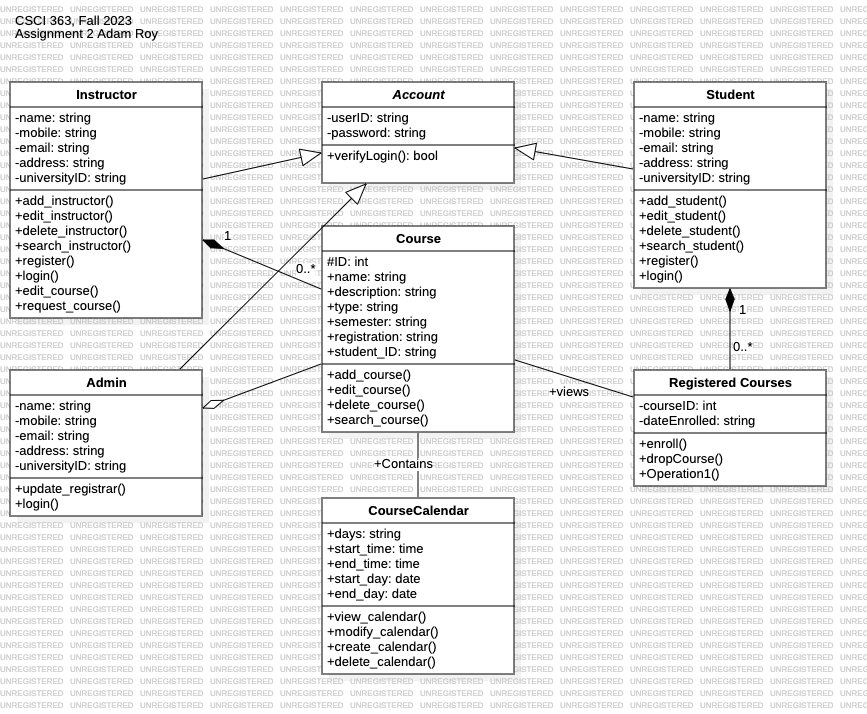 CSCI 363, Fall 2023
Assignment 2 Adam Roy
Instructor
-name: string
-mobile: string
-email: string
-address: string
-universityID: string
+add_instructor()
+edit_instructor()
+delete_instructor()
+search_instructor()
+register()
+login()
+edit_course()
+request_course()
Account
-userID: string
-password: string
+verifyLogin(): bool
Student
-name: string
-mobile: string
-email: string
-address: string
-universityID: string
+add_student()
+edit_student()
+delete_student()
+search_student()
+register()
+login()
1
0..*
Course
#ID: int
+name: string
+description: string
+type: string
+semester: string
+registration: string
+student_ID: string
+add_course()
+edit_course()
+delete_course()
+search_course()
1
0..*
Admin
-name: string
-mobile: string
-email: string
-address: string
-universityID: string
+update_registrar()
+login()
+views
Registered Courses
-courseID: int
-dateEnrolled: string
+enroll()
+dropCourse()
+Operation1()
+Contains
CourseCalendar
+days: string
+start_time: time
+end_time: time
+start_day: date
+end_day: date
+view_calendar()
+modify_calendar()
+create_calendar()
+delete_calendar()
UNREGISTERED